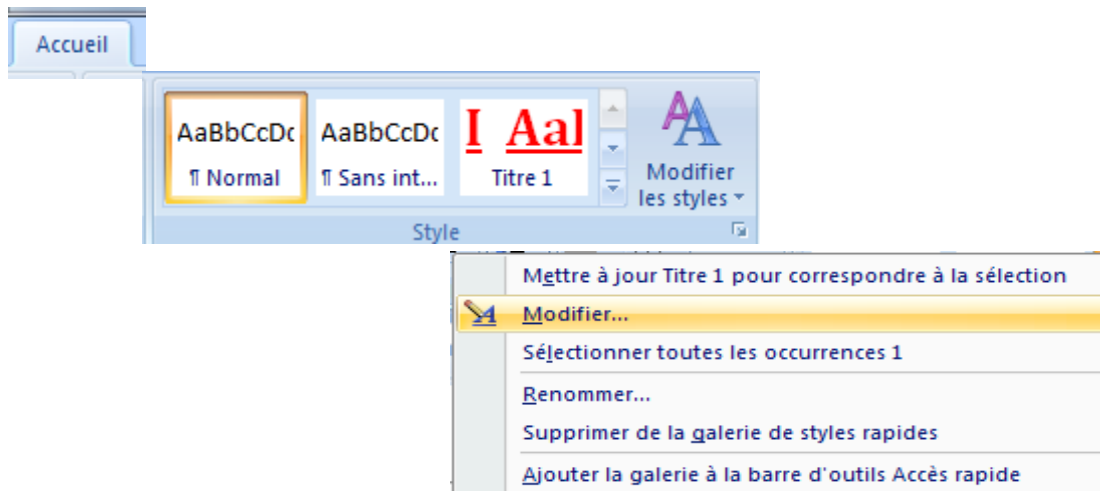 Accueil
AaBbCcDc AaBbCcDc I Aal
¶ Normal ¶ Sans int... Titre 1
AA
Modifier
les styles
Style
Mettre à jour Titre 1 pour correspondre à la sélection
Modifier...
Sélectionner toutes les occurrences 1
Renommer...
Supprimer de la galerie de styles rapides
Ajouter la galerie à la barre d'outils Accès rapide